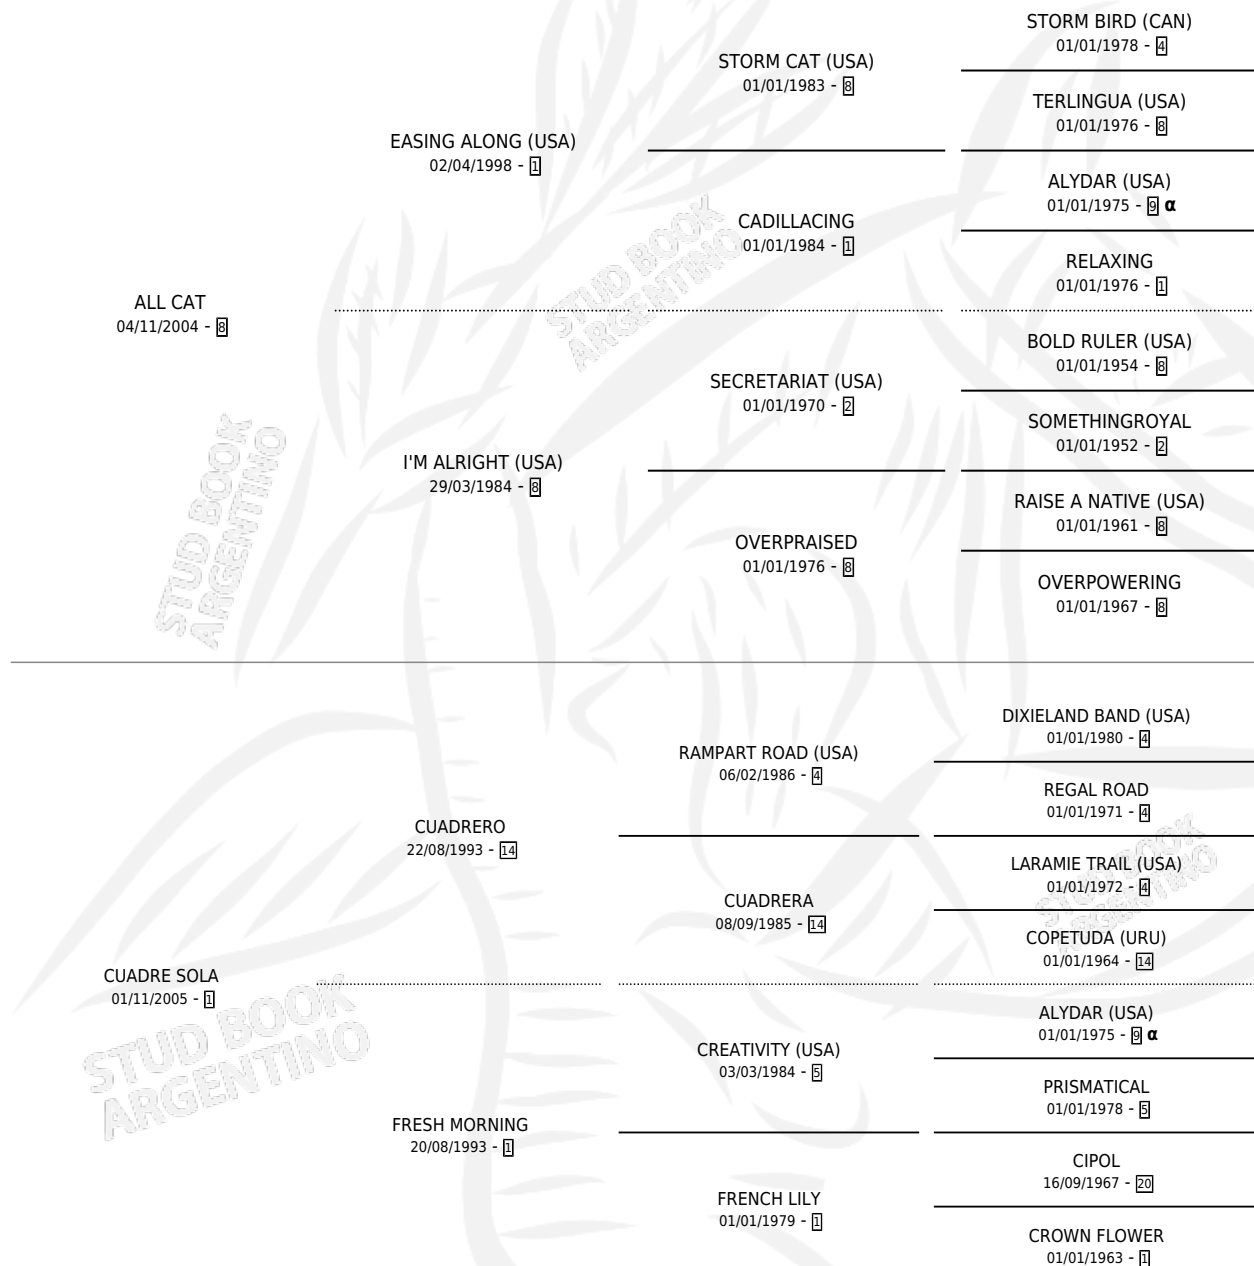 STORM BIRD (CAN)
01/01/1978 - 4
STORM CAT (USA)
01/01/1983 - 8
TERLINGUA (USA)
01/01/1976 - 8
EASING ALONG (USA)
02/04/1998 - 1
ALYDAR (USA)
01/01/1975 - 9 α
CADILLACING
01/01/1984 - 1
RELAXING
01/01/1976 - 1
ALL CAT
04/11/2004 - 8
BOLD RULER (USA)
01/01/1954 - 8
SECRETARIAT (USA)
01/01/1970 - 2
SOMETHINGROYAL
01/01/1952 - 2
I'M ALRIGHT (USA)
29/03/1984 - 8
RAISE A NATIVE (USA)
01/01/1961 - 8
OVERPRAISED
01/01/1976 - 8
OVERPOWERING
01/01/1967 - 8
DIXIELAND BAND (USA)
01/01/1980 - 4
RAMPART ROAD (USA)
06/02/1986 - 4
REGAL ROAD
01/01/1971 - 4
CUADRERO
22/08/1993 - 14
LARAMIE TRAIL (USA)
01/01/1972 - 4
CUADRERA
08/09/1985 - 14
COPETUDA (URU)
01/01/1964 - 14
CUADRE SOLA
01/11/2005 - 1
ALYDAR (USA)
01/01/1975 - 9 α
CREATIVITY (USA)
03/03/1984 - 5
PRISMATICAL
01/01/1978 - 5
FRESH MORNING
20/08/1993 - 1
CIPOL
16/09/1967 - 20
FRENCH LILY
01/01/1979 - 1
CROWN FLOWER
01/01/1963 - 1
STUD BOOK
ARGENTINO
STUD BOOK
ARGENTINO
STUD BOOK
ARGENTINO
STUD BOOK
ARGENTINO